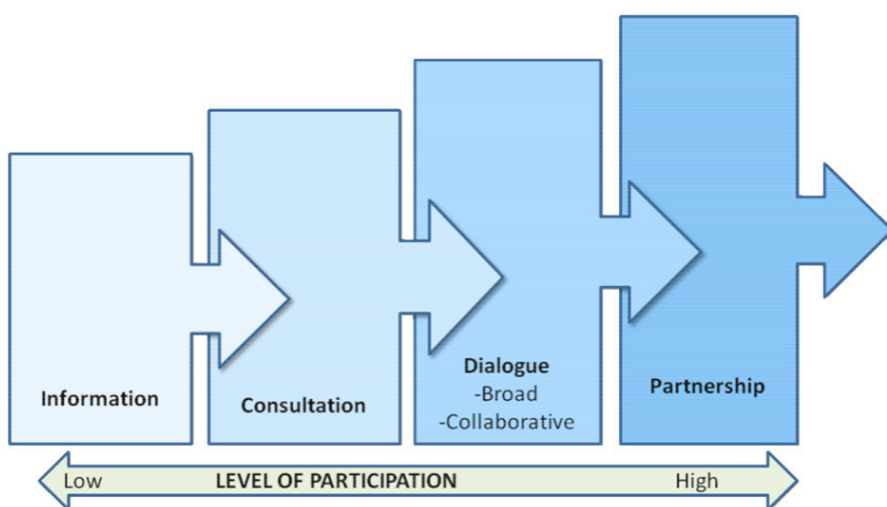 Information
Consultation
Dialogue
-Broad
-Collaborative
Partnership
Low LEVEL OF PARTICIPATION High